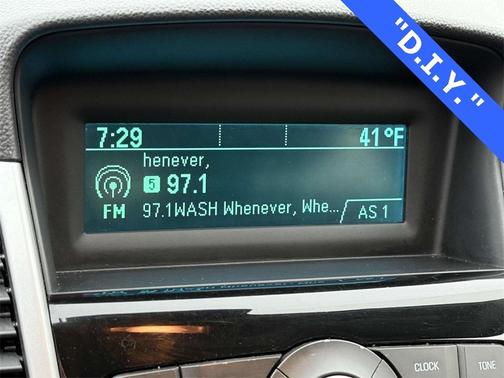 "D.I.Y."
7:29 41°F
henever,
5 97.1
FM 97.1WASH Whenever, Whe... AS 1
CLOCK TONE